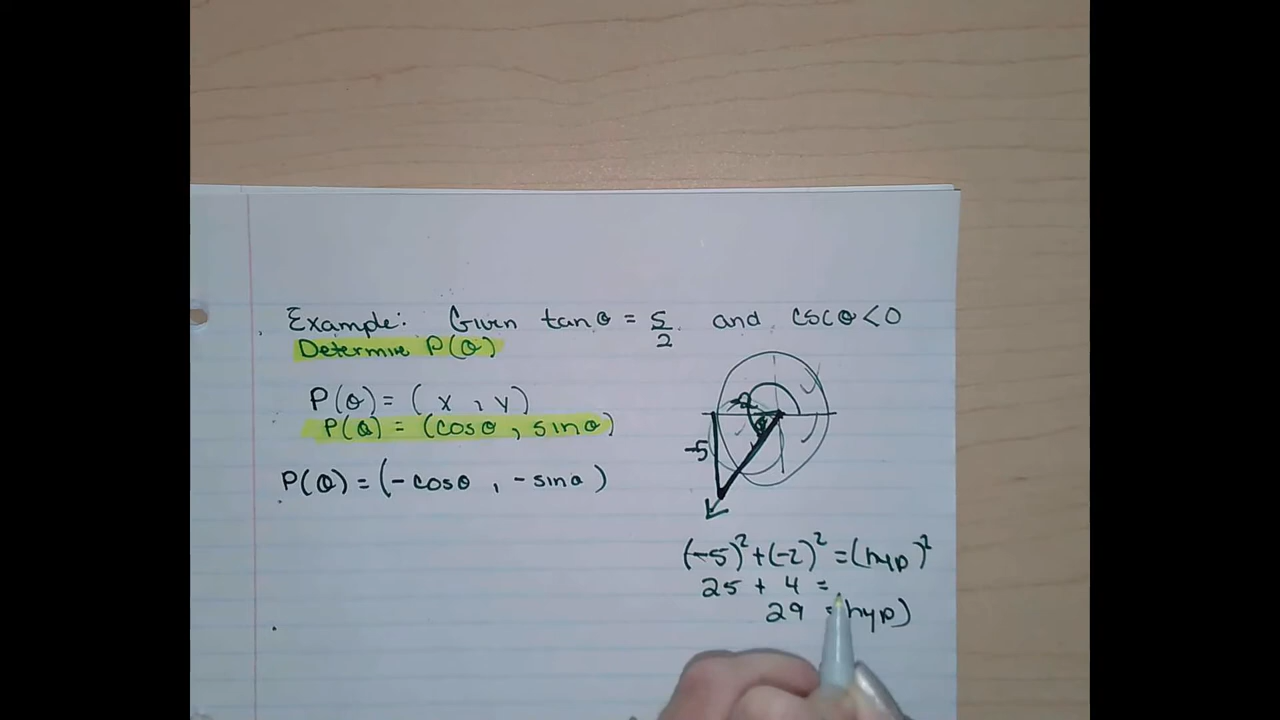 Example: Given tanθ = 5/2 and cscθ<0
Determine P(θ)
P(θ) = ( x , y )
P(θ) = (cosθ , sinθ)
P(θ) = (-cosθ , -sinθ)
-2
-5
(-5)² + (-2)² = (hyp)²
25 + 4 =
29 = hyp)